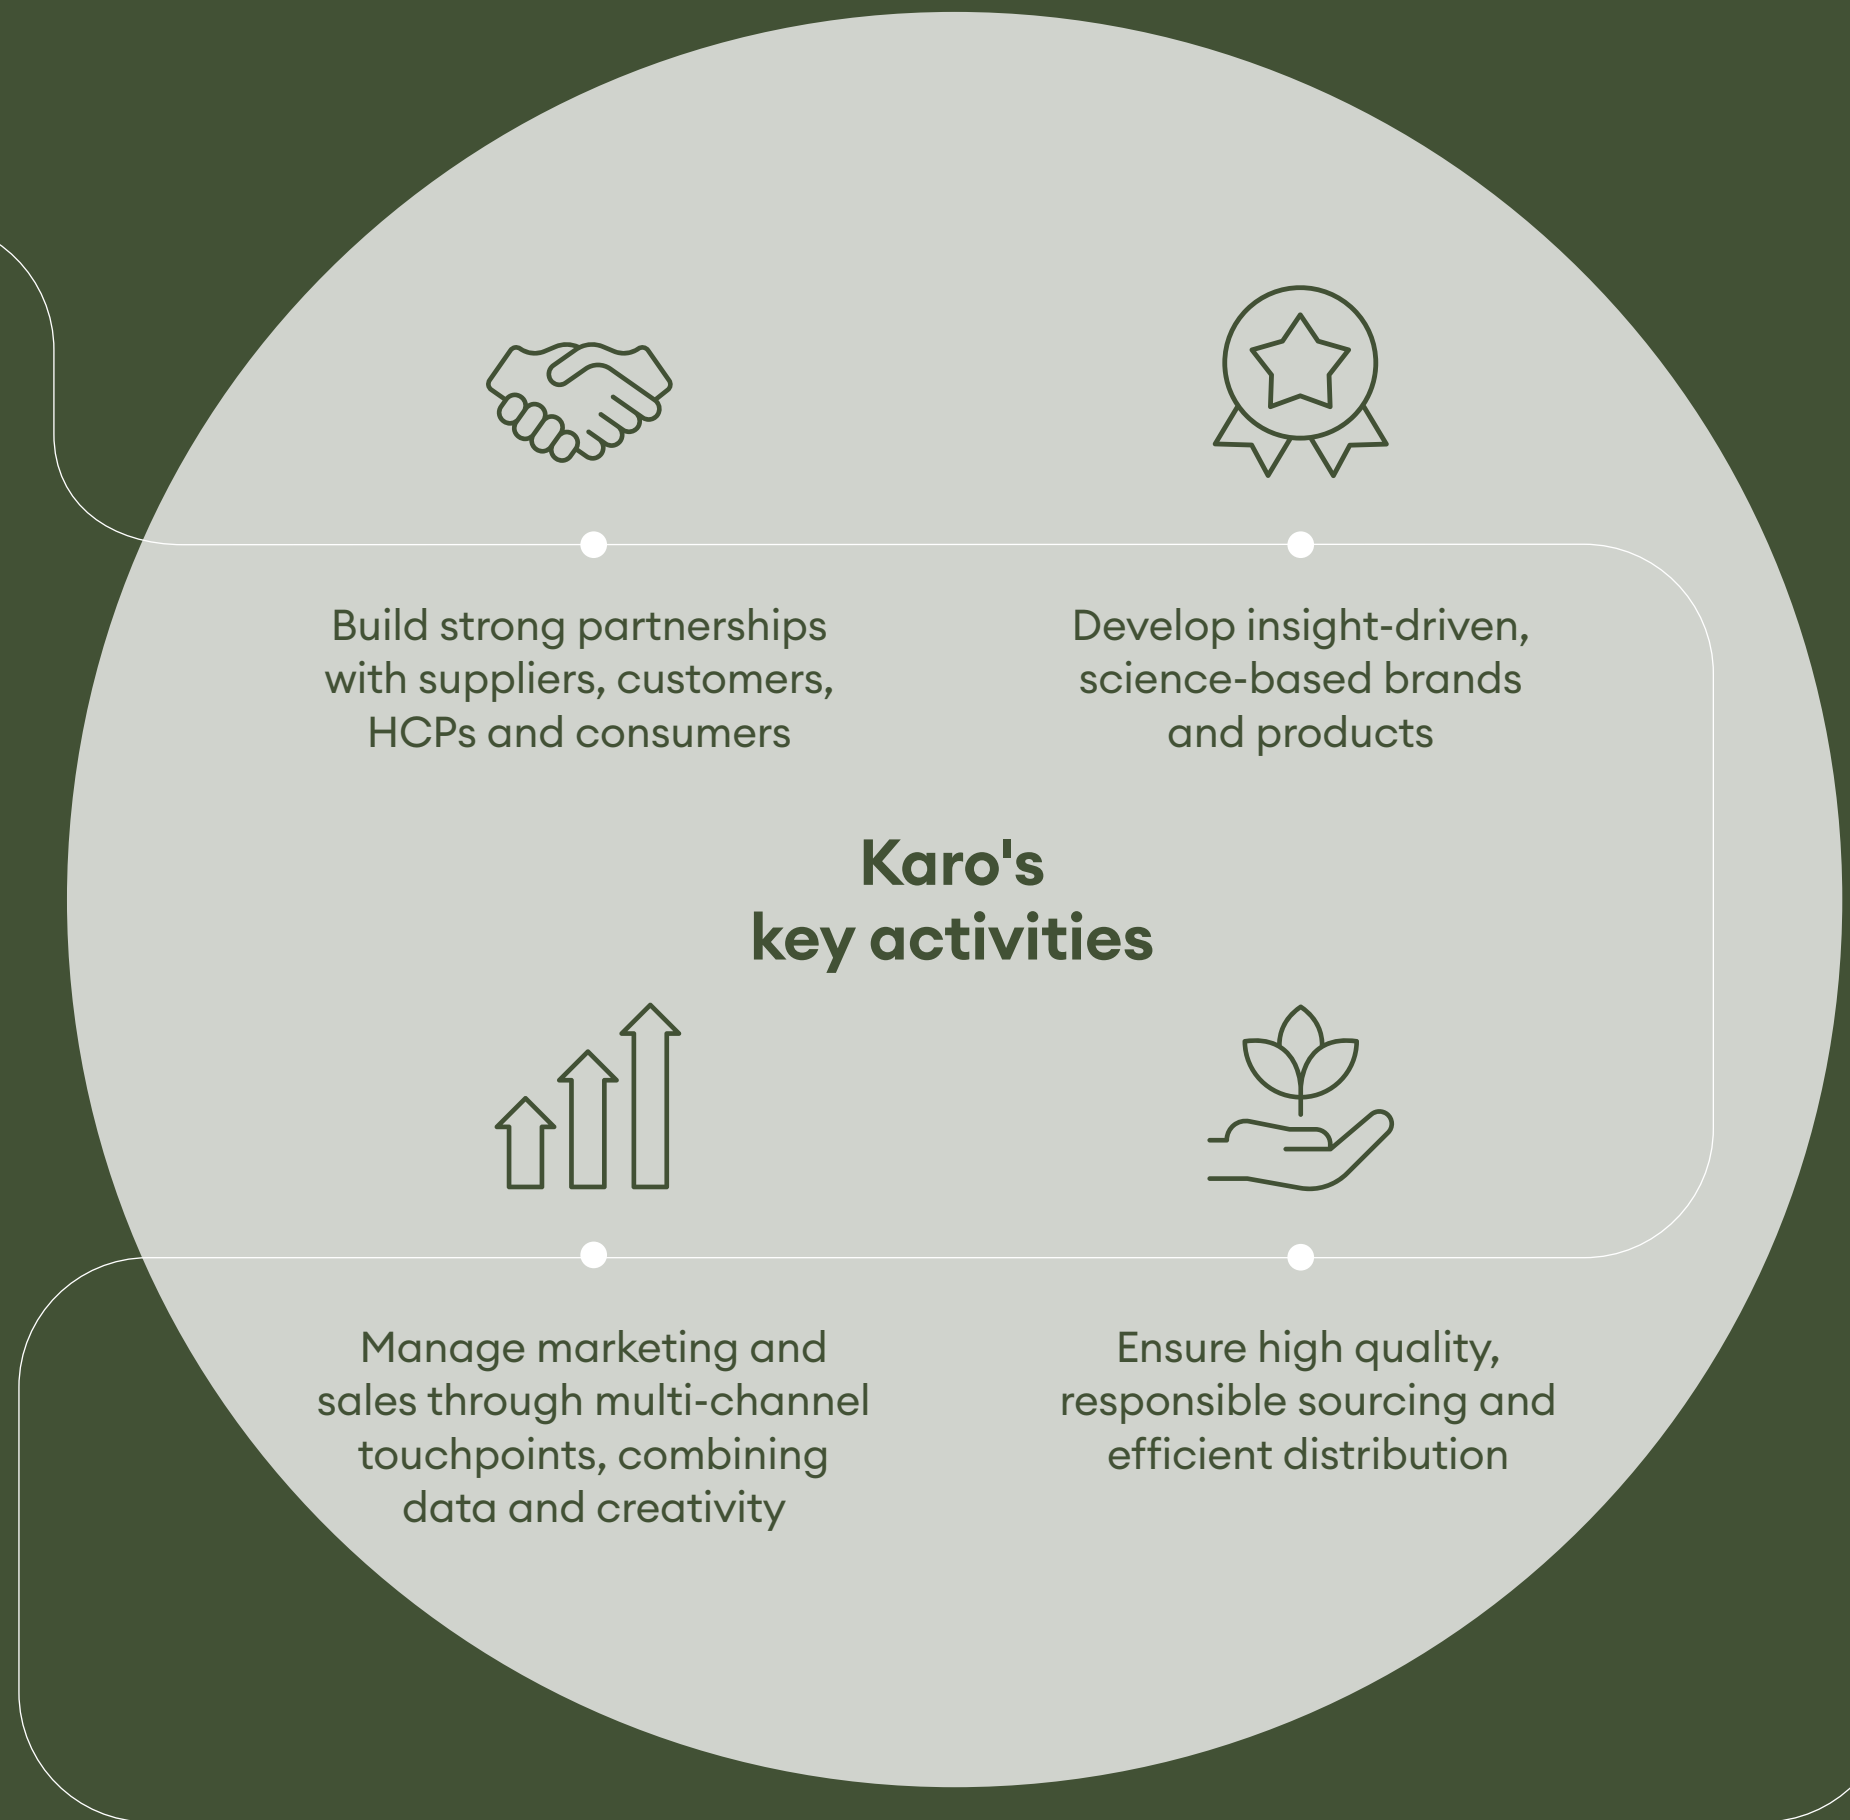 Build strong partnerships
with suppliers, customers,
HCPs and consumers
Develop insight-driven,
science-based brands
and products
Karo's
key activities
Manage marketing and
sales through multi-channel
touchpoints, combining
data and creativity
Ensure high quality,
responsible sourcing and
efficient distribution